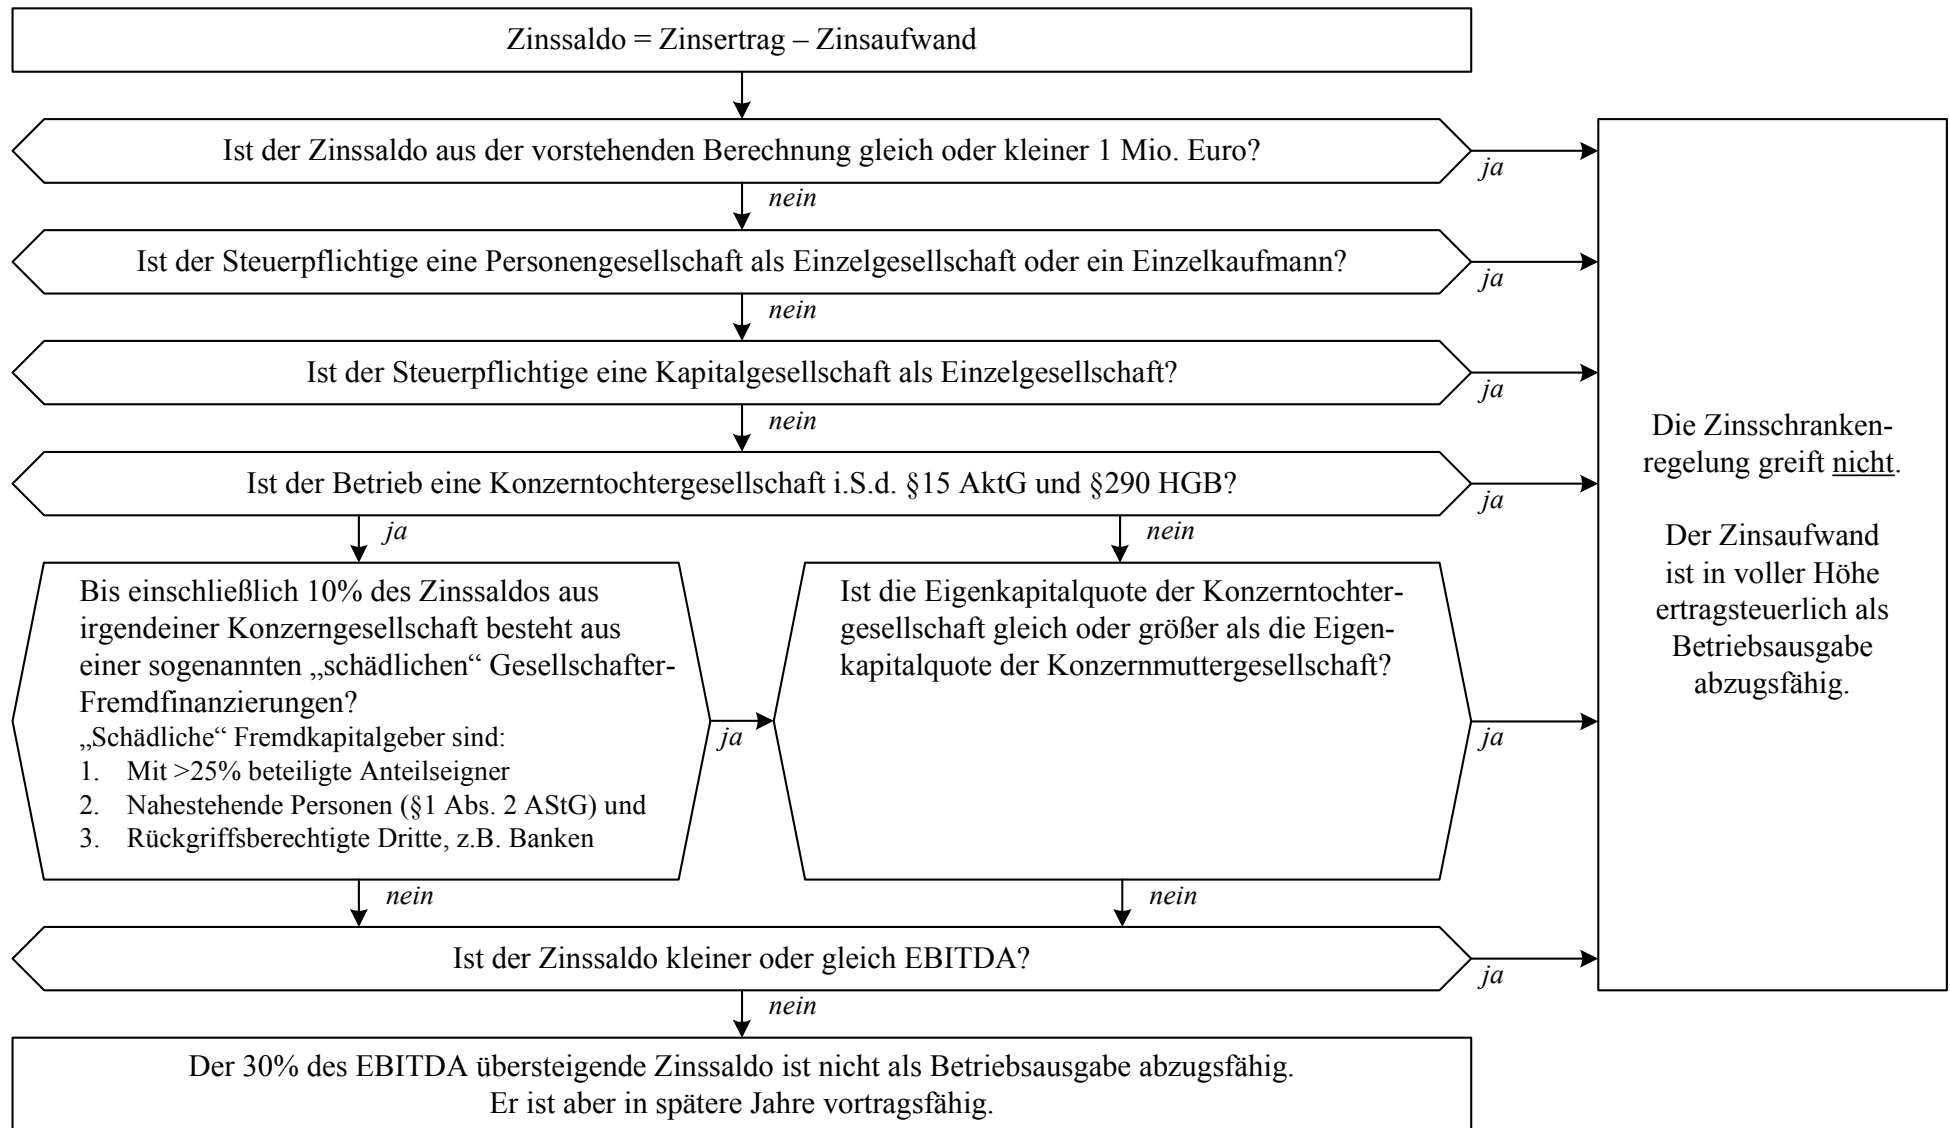 Zinssaldo = Zinsertrag – Zinsaufwand
Ist der Zinssaldo aus der vorstehenden Berechnung gleich oder kleiner 1 Mio. Euro?
ja
nein
Ist der Steuerpflichtige eine Personengesellschaft als Einzelgesellschaft oder ein Einzelkaufmann?
ja
nein
Ist der Steuerpflichtige eine Kapitalgesellschaft als Einzelgesellschaft?
ja
nein
Ist der Betrieb eine Konzerntochtergesellschaft i.S.d. §15 AktG und §290 HGB?
ja
ja
nein
Bis einschließlich 10% des Zinssaldos aus
irgendeiner Konzerngesellschaft besteht aus
einer sogenannten „schädlichen“ Gesellschafter-
Fremdfinanzierungen?
„Schädliche“ Fremdkapitalgeber sind:
1. Mit >25% beteiligte Anteilseigner
2. Nahestehende Personen (§1 Abs. 2 AStG) und
3. Rückgriffsberechtigte Dritte, z.B. Banken
ja
nein
Ist die Eigenkapitalquote der Konzerntochter-
gesellschaft gleich oder größer als die Eigen-
kapitalquote der Konzernmuttergesellschaft?
ja
nein
Ist der Zinssaldo kleiner oder gleich EBITDA?
ja
nein
Der 30% des EBITDA übersteigende Zinssaldo ist nicht als Betriebsausgabe abzugsfähig.
Er ist aber in spätere Jahre vortragsfähig.
Die Zinsschranken-
regelung greift nicht.
Der Zinsaufwand
ist in voller Höhe
ertragsteuerlich als
Betriebsausgabe
abzugsfähig.